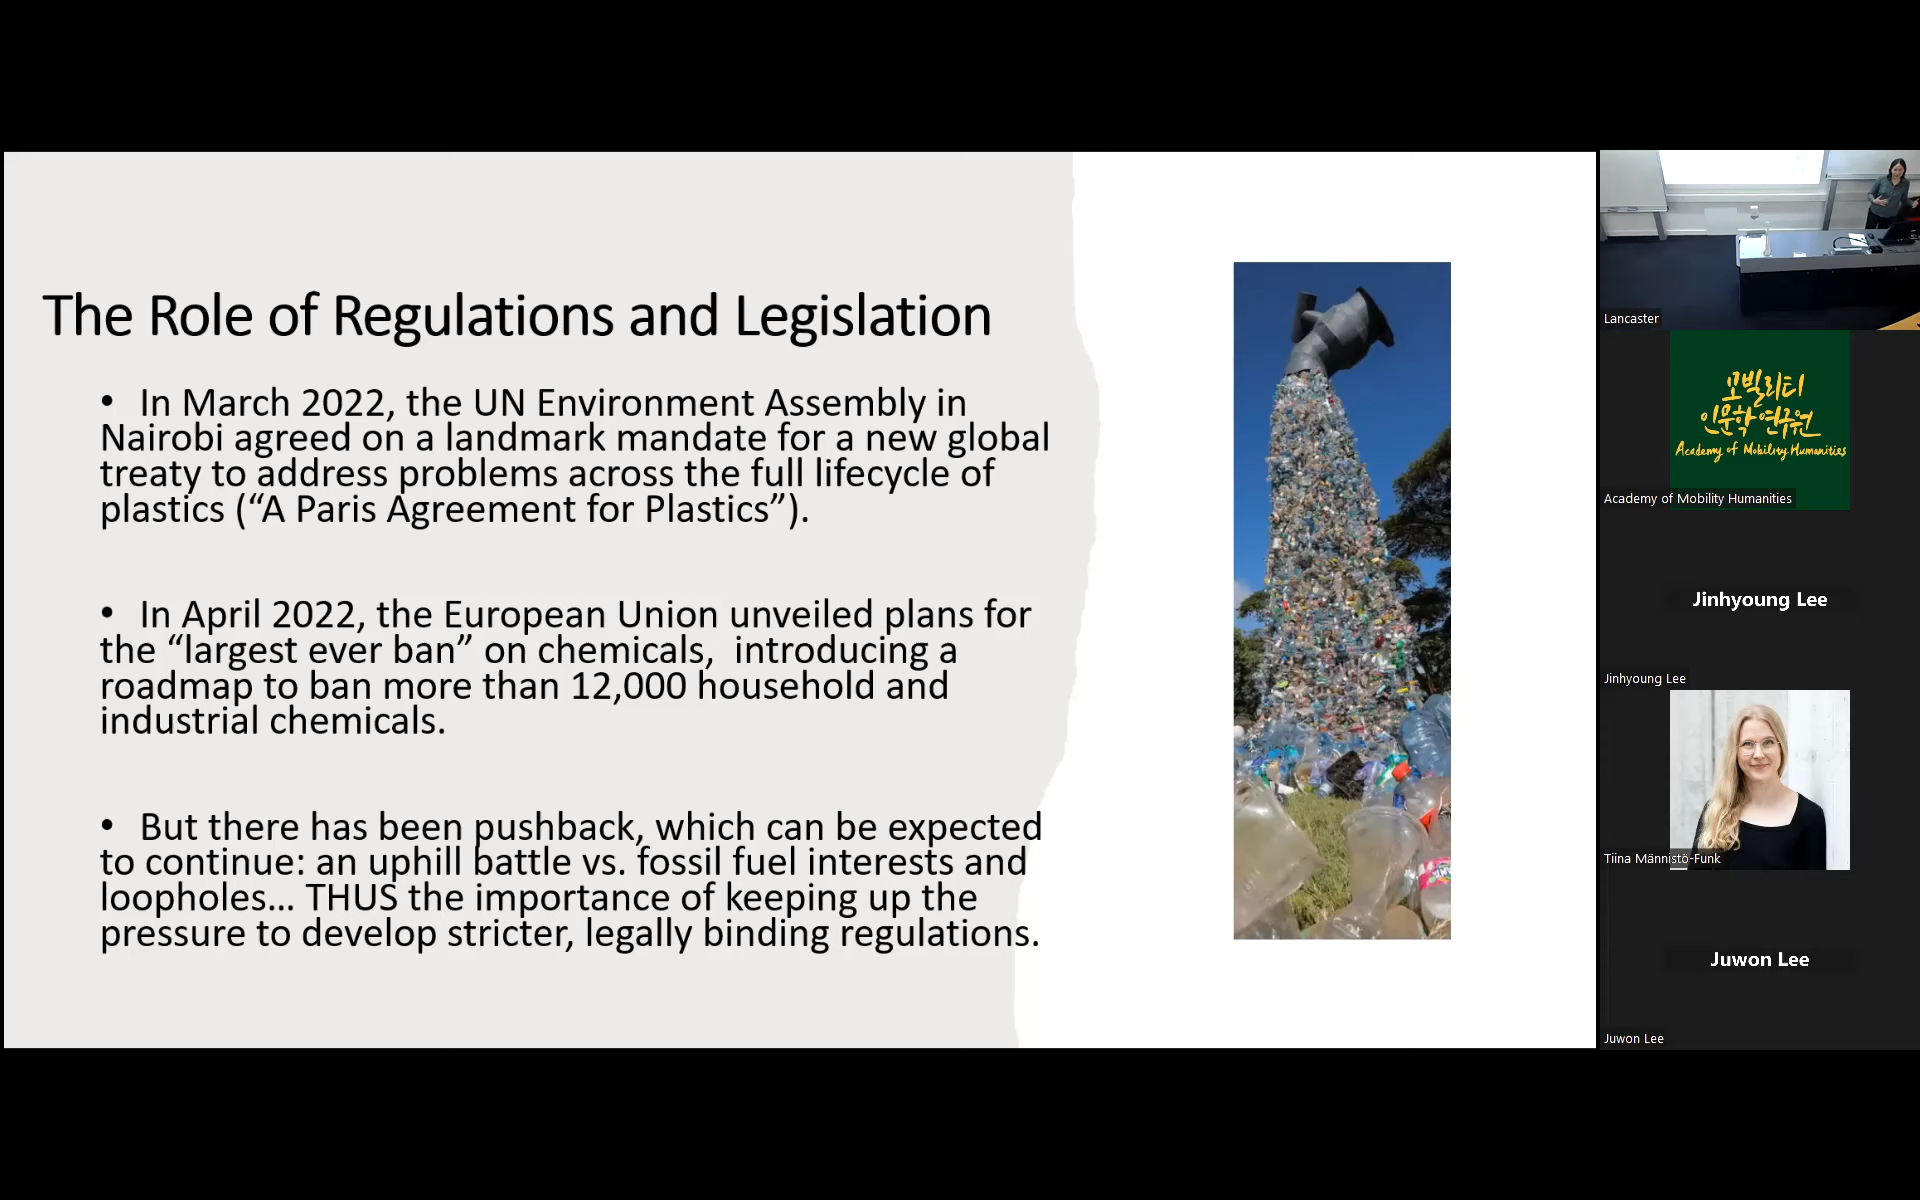 The Role of Regulations and Legislation
• In March 2022, the UN Environment Assembly in
Nairobi agreed on a landmark mandate for a new global
treaty to address problems across the full lifecycle of
plastics (“A Paris Agreement for Plastics”).
• In April 2022, the European Union unveiled plans for
the “largest ever ban” on chemicals,  introducing a
roadmap to ban more than 12,000 household and
industrial chemicals.
• But there has been pushback, which can be expected
to continue: an uphill battle vs. fossil fuel interests and
loopholes... THUS the importance of keeping up the
pressure to develop stricter, legally binding regulations.
Lancaster
모빌리티
인문학 연구원
Academy of Mobility Humanities
Academy of Mobility Humanities
Jinhyoung Lee
Jinhyoung Lee
Tiina Männistö-Funk
Juwon Lee
Juwon Lee